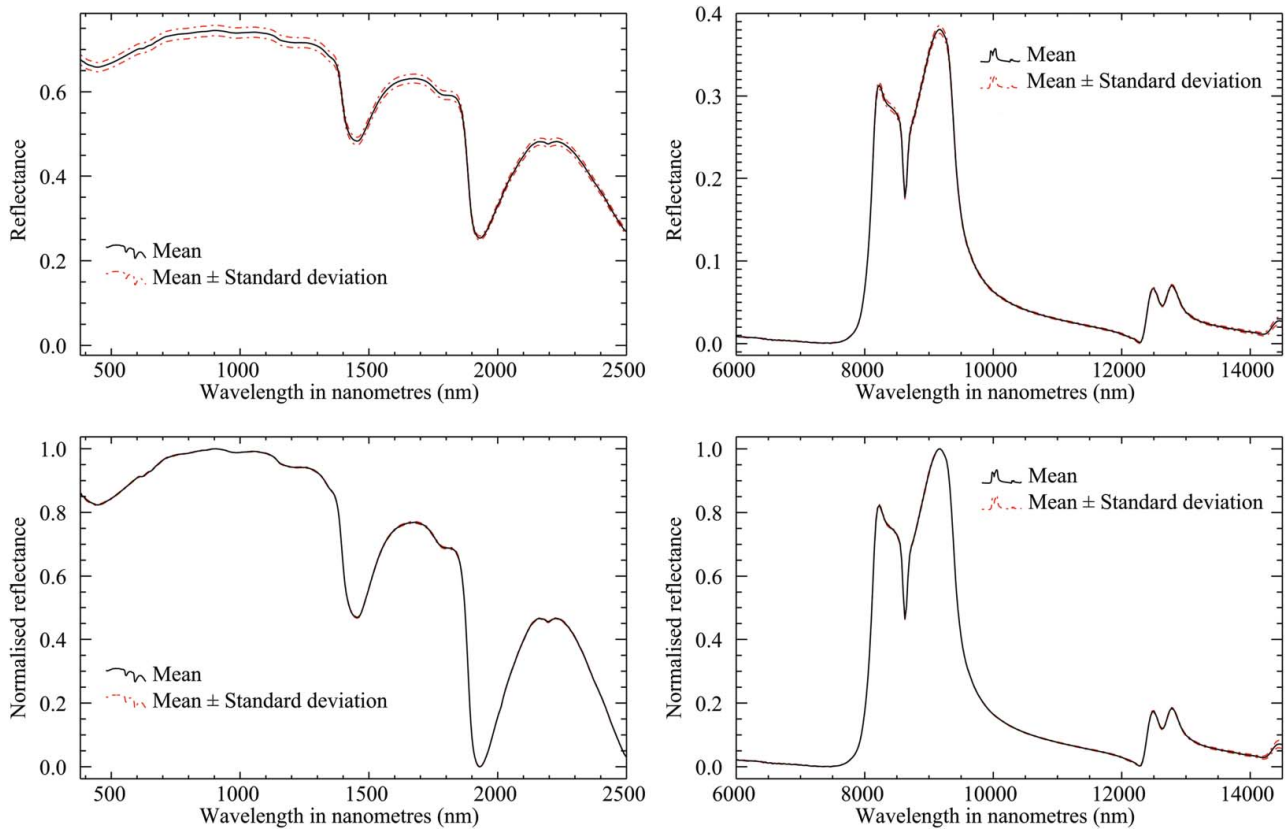 Reflectance
0.6
0.4
0.2
0.0
Mean
Mean ± Standard deviation
500 1000 1500 2000 2500
Wavelength in nanometres (nm)
Reflectance
0.4
0.3
0.2
0.1
0.0
Mean
Mean ± Standard deviation
6000 8000 10000 12000 14000
Wavelength in nanometres (nm)
Normalised reflectance
1.0
0.8
0.6
0.4
0.2
0.0
Mean
Mean ± Standard deviation
500 1000 1500 2000 2500
Wavelength in nanometres (nm)
Normalised reflectance
1.0
0.8
0.6
0.4
0.2
0.0
Mean
Mean ± Standard deviation
6000 8000 10000 12000 14000
Wavelength in nanometres (nm)